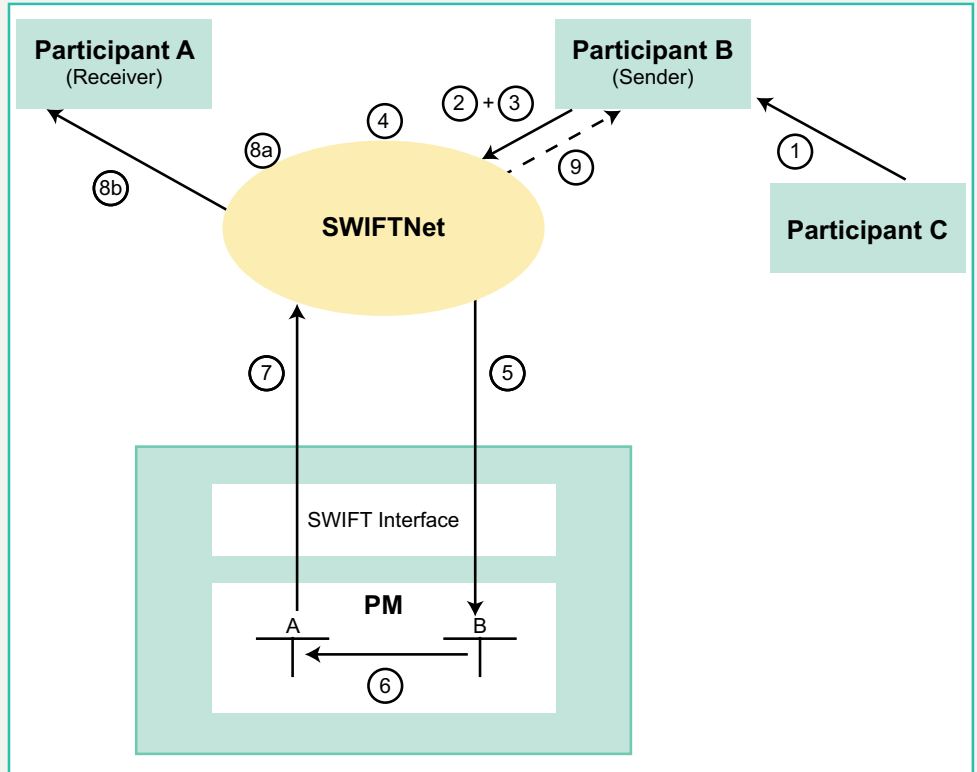 Participant A
(Receiver)
Participant B
(Sender)
2 + 3
4
8a
9
1
8b
SWIFTNet
Participant C
7
5
SWIFT Interface
PM
A
B
6